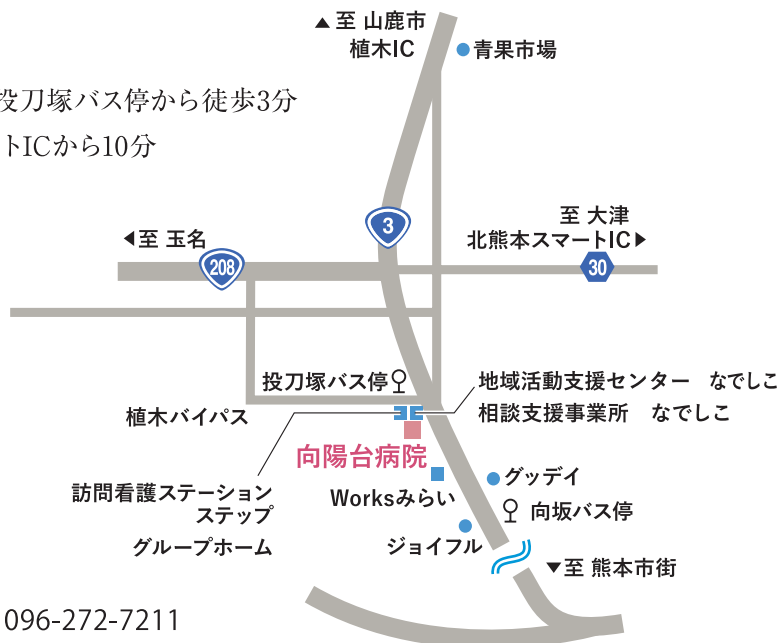 ▲ 至 山鹿市
植木IC
青果市場
投刀塚バス停から徒歩3分
トICから10分
3
至 大津
◀至 玉名
北熊本スマートIC▶
208
30
投刀塚バス停
地域活動支援センター　なでしこ
植木バイパス
相談支援事業所　なでしこ
向陽台病院
グッデイ
訪問看護ステーション
Worksみらい
ステップ
向坂バス停
グループホーム
ジョイフル
▼至 熊本市街
096-272-7211